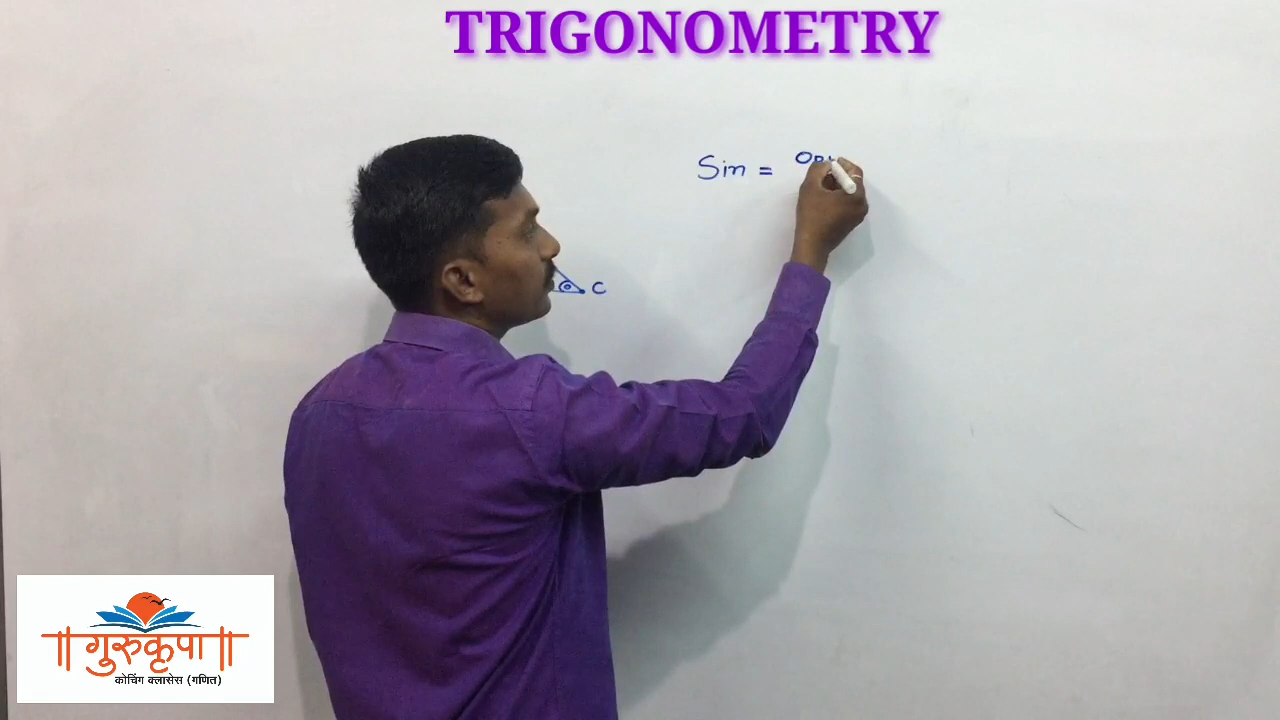 TRIGONOMETRY
Sin =
θ C
|| गुरुकृपा ||
कोचिंग क्लासेस (गणित)